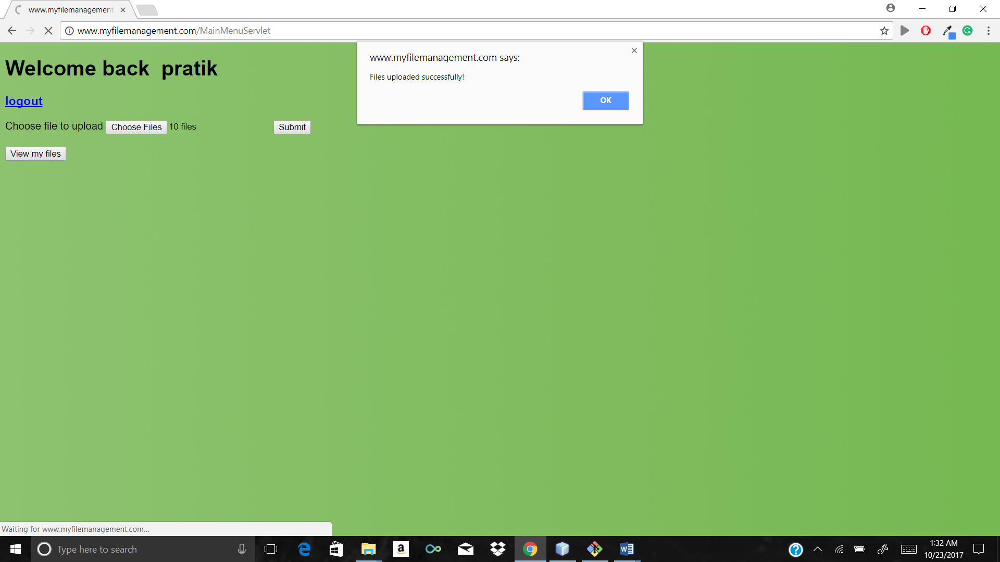 www.myfilemanagement
www.myfilemanagement.com/MainMenuServlet
www.myfilemanagement.com says:
Files uploaded successfully!
OK
Welcome back pratik
logout
Choose file to upload Choose Files 10 files Submit
View my files
Waiting for www.myfilemanagement.com...
Type here to search
1:32 AM
10/23/2017